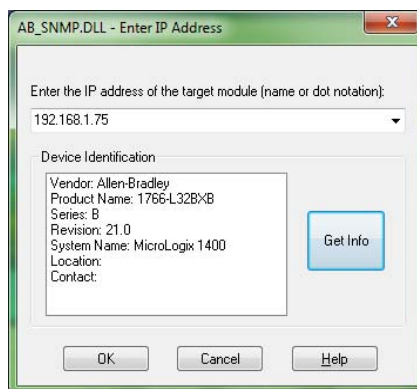 AB_SNMP.DLL - Enter IP Address
Enter the IP address of the target module (name or dot notation):
192.168.1.75
Device Identification
Vendor: Allen-Bradley
Product Name: 1766-L32BXB
Series: B
Revision: 21.0
System Name: MicroLogix 1400
Location:
Contact:
Get Info
OK
Cancel
Help